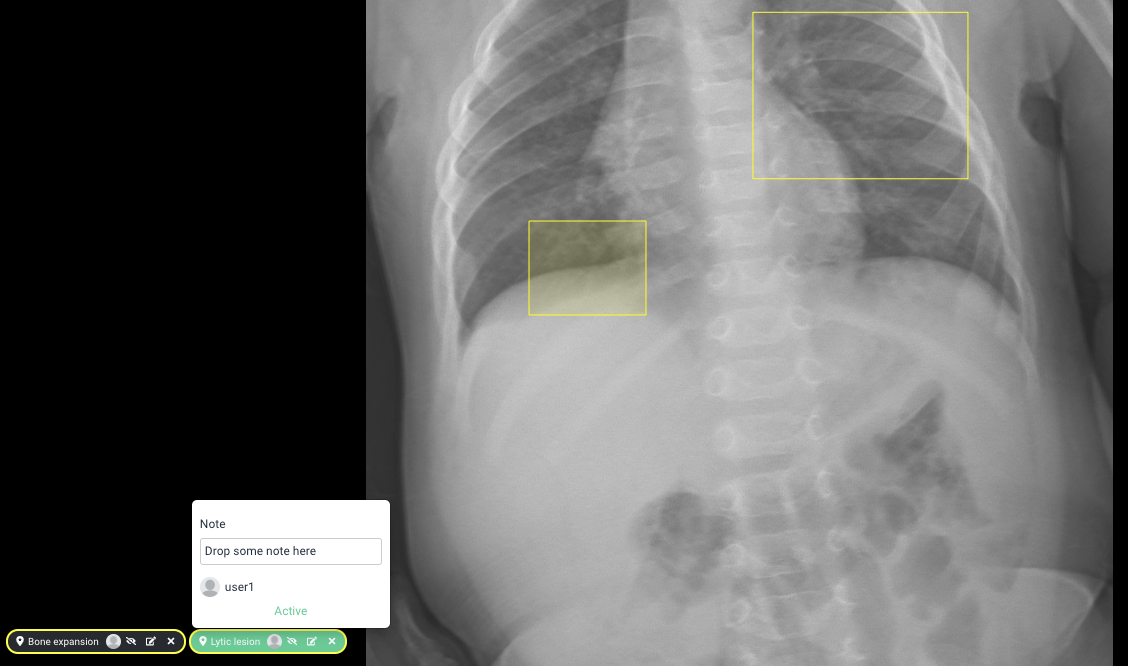 Note
Drop some note here
user1
Active
Bone expansion
Lytic lesion